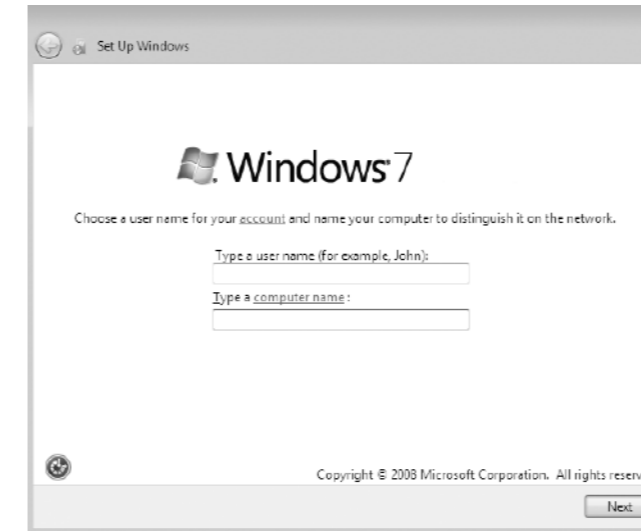 Set Up Windows
Windows 7
Choose a user name for your account and name your computer to distinguish it on the network.
Type a user name (for example, John):
Type a computer name :
Copyright © 2008 Microsoft Corporation. All rights reserv
Next